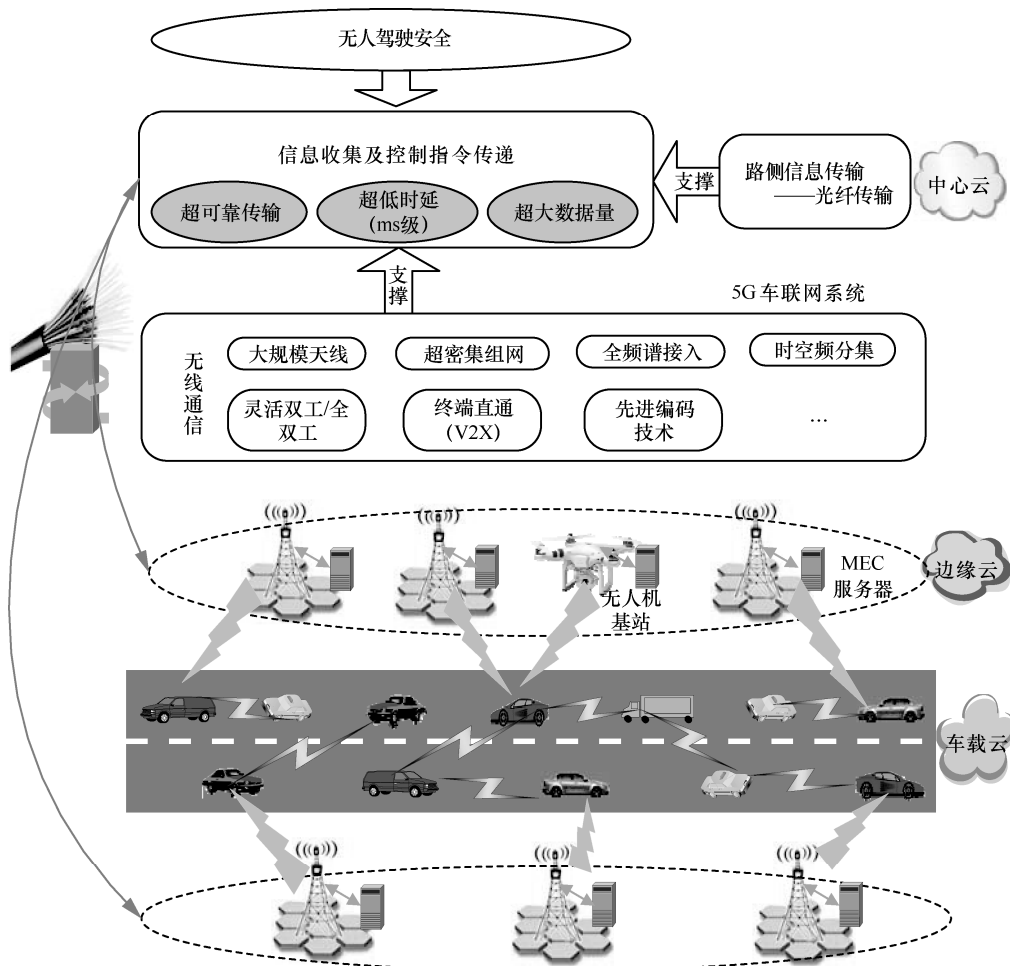 无人驾驶安全
信息收集及控制指令传递
超可靠传输
超低时延
(ms级)
超大数据量
支撑
路侧信息传输
——光纤传输
中心云
支撑
5G车联网系统
无线通信
大规模天线
超密集组网
全频谱接入
时空频分集
灵活双工/全
双工
终端直通
(V2X)
先进编码
技术
…
MEC
服务器
边缘云
无人机
基站
车载云